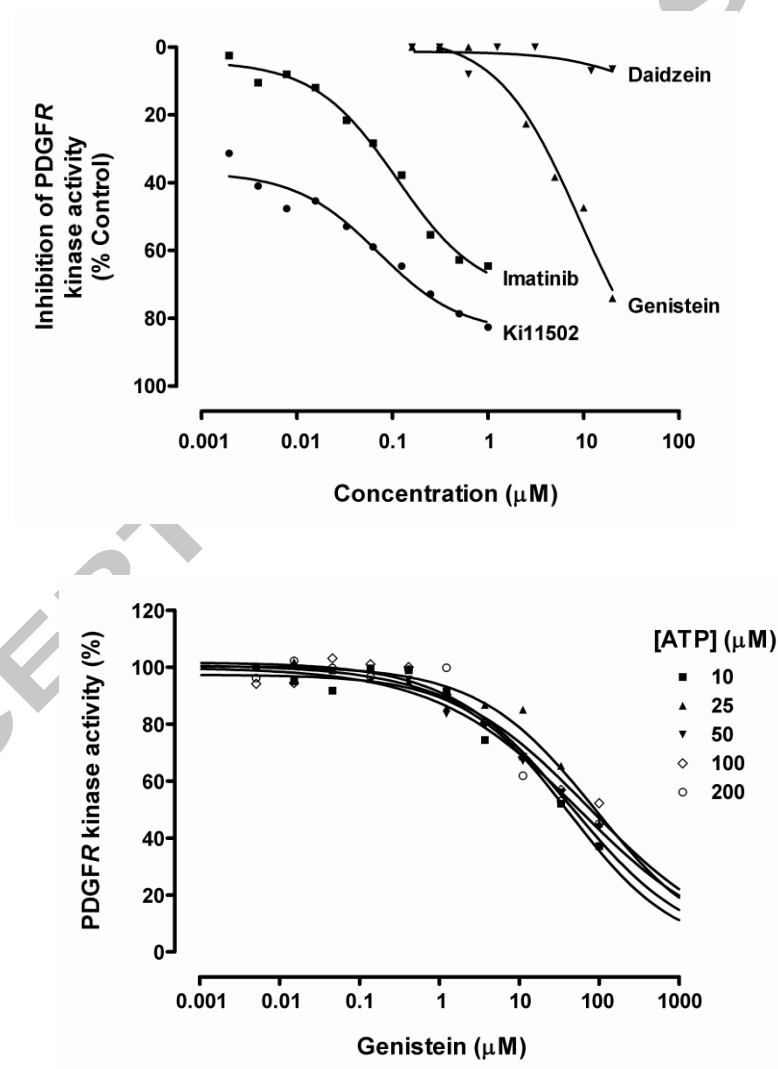 Inhibition of PDGFR
kinase activity
(% Control)
0
20
40
60
80
100
Daidzein
Imatinib
Genistein
Ki11502
0.001 0.01 0.1 1 10 100
Concentration (μM)
PDGFR kinase activity (%)
120
100
80
60
40
20
0
[ATP] (μM)
10
25
50
100
200
0.001 0.01 0.1 1 10 100 1000
Genistein (μM)